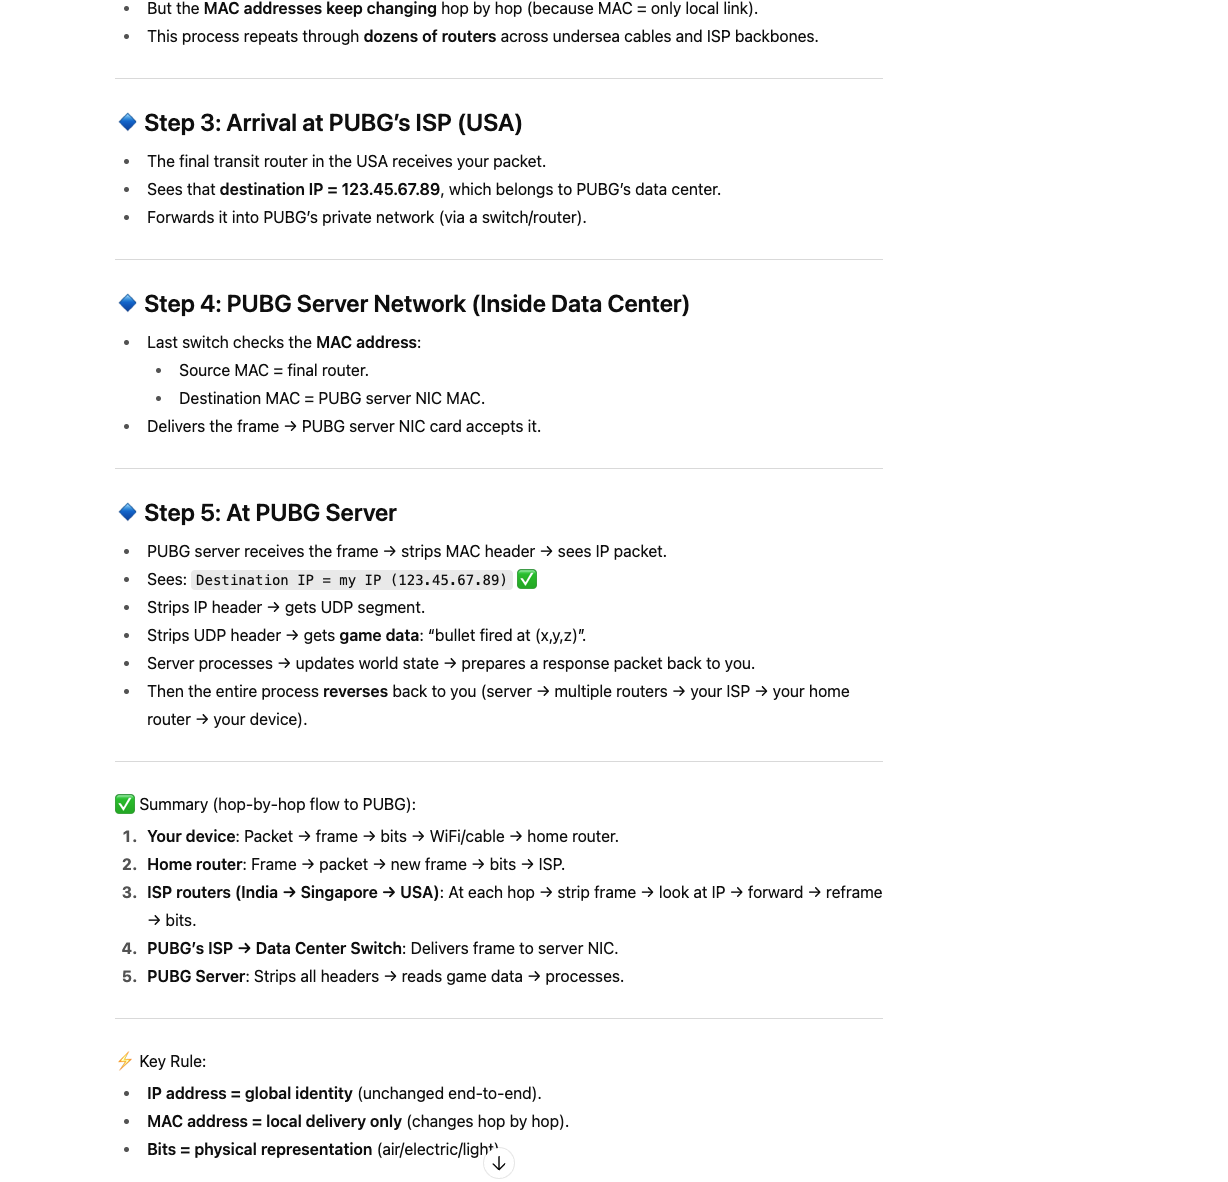 • But the MAC addresses keep changing hop by hop (because MAC = only local link).
• This process repeats through dozens of routers across undersea cables and ISP backbones.
🔹 Step 3: Arrival at PUBG’s ISP (USA)
• The final transit router in the USA receives your packet.
• Sees that destination IP = 123.45.67.89, which belongs to PUBG’s data center.
• Forwards it into PUBG’s private network (via a switch/router).
🔹 Step 4: PUBG Server Network (Inside Data Center)
• Last switch checks the MAC address:
• Source MAC = final router.
• Destination MAC = PUBG server NIC MAC.
• Delivers the frame → PUBG server NIC card accepts it.
🔹 Step 5: At PUBG Server
• PUBG server receives the frame → strips MAC header → sees IP packet.
• Sees: Destination IP = my IP (123.45.67.89) ✅
• Strips IP header → gets UDP segment.
• Strips UDP header → gets game data: “bullet fired at (x,y,z)”.
• Server processes → updates world state → prepares a response packet back to you.
• Then the entire process reverses back to you (server → multiple routers → your ISP → your home
router → your device).
✅ Summary (hop-by-hop flow to PUBG):
1. Your device: Packet → frame → bits → WiFi/cable → home router.
2. Home router: Frame → packet → new frame → bits → ISP.
3. ISP routers (India → Singapore → USA): At each hop → strip frame → look at IP → forward → reframe
→ bits.
4. PUBG’s ISP → Data Center Switch: Delivers frame to server NIC.
5. PUBG Server: Strips all headers → reads game data → processes.
⚡ Key Rule:
• IP address = global identity (unchanged end-to-end).
• MAC address = local delivery only (changes hop by hop).
• Bits = physical representation (air/electric/light)